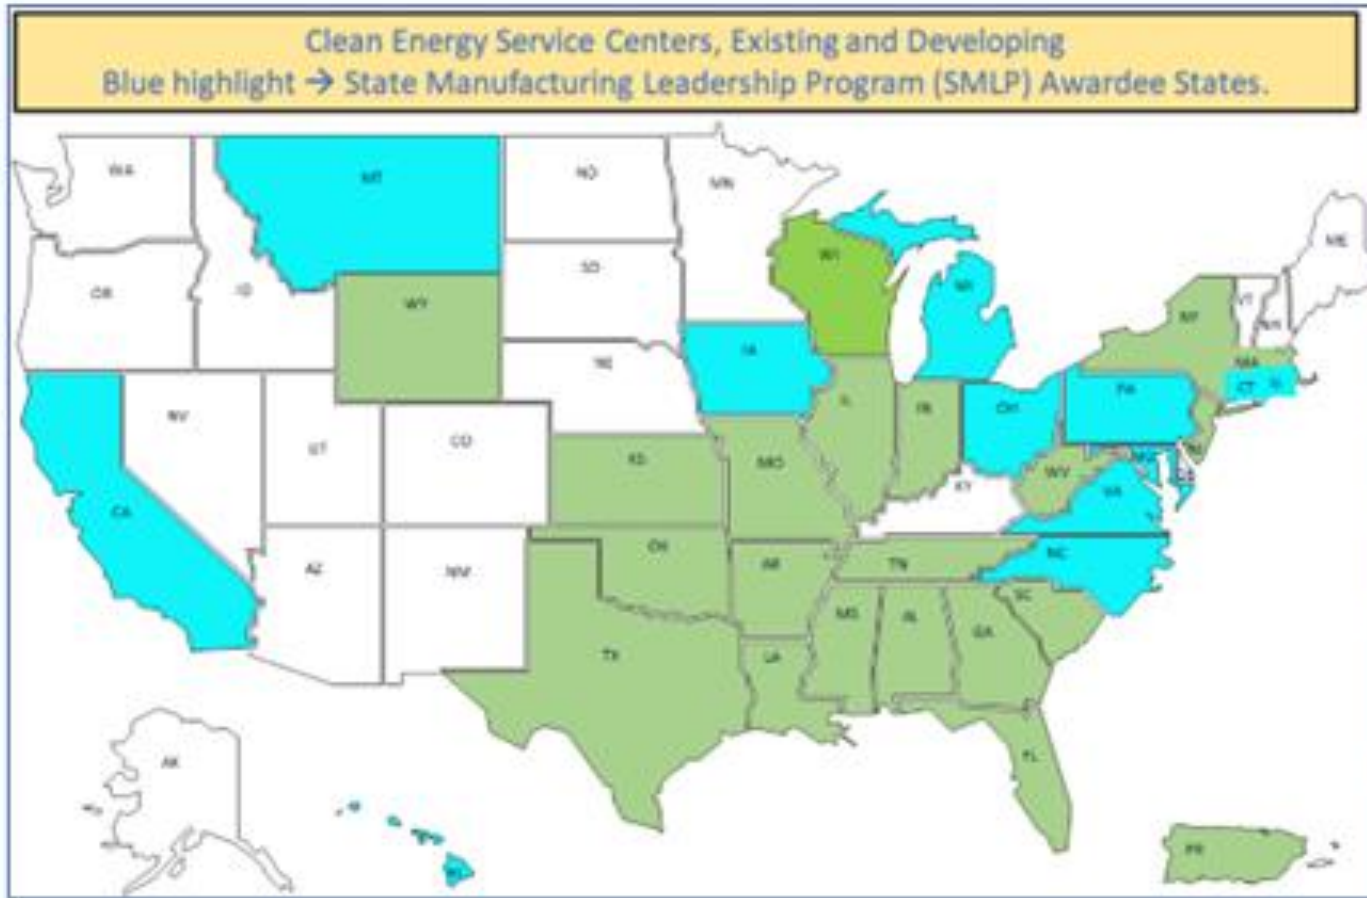 Clean Energy Service Centers, Existing and Developing
Blue highlight → State Manufacturing Leadership Program (SMLP) Awardee States.
WA
MT
ND
MN
ME
OR
ID
SD
WI
MI
VT
NH
WY
NY
IA
NE
MA
CT
PA
NV
UT
CO
IL
IN
OH
NJ
KS
MO
WV
KY
VA
CA
AZ
NM
OK
AR
TN
NC
SC
MS
AL
GA
TX
LA
FL
AK
PR